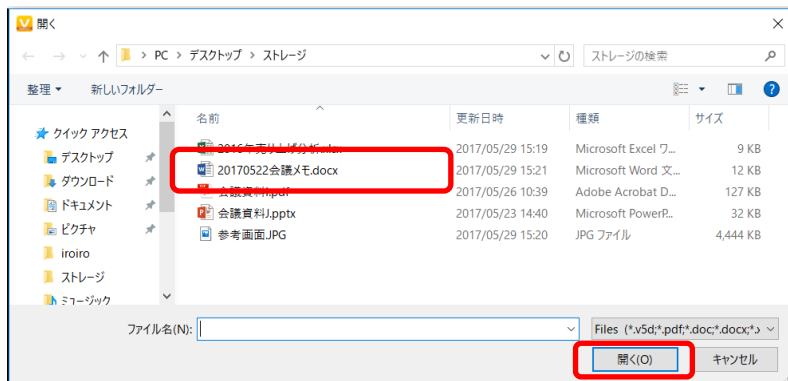 開く
PC > デスクトップ > ストレージ
ストレージの検索
整理 新しいフォルダー
名前 更新日時 種類 サイズ
クイック アクセス
デスクトップ
ダウンロード
ドキュメント
ピクチャ
iroiro
ストレージ
ミュージック
2016年売り上げ分析.xlsx 2017/05/29 15:19 Microsoft Excel ワ... 9 KB
20170522会議メモ.docx 2017/05/29 15:21 Microsoft Word 文... 12 KB
会議資料I.pdf 2017/05/26 10:39 Adobe Acrobat D... 127 KB
会議資料J.pptx 2017/05/23 14:40 Microsoft PowerP... 32 KB
参考画面.JPG 2017/05/29 15:20 JPG ファイル 4,444 KB
ファイル名(N):
Files (*.v5d;*.pdf;*.doc;*.docx;*.x
開く(O) キャンセル